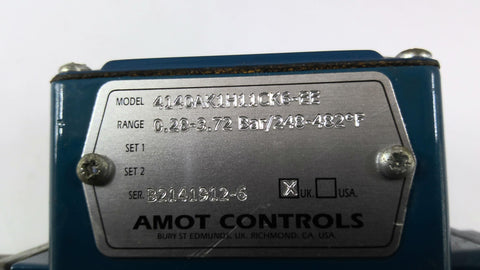 MODEL 4140AK1H11CK6-EE
RANGE 0.28-3.72 Bar/248-482°F
SET 1
SET 2
SER. B2141912-6 X UK. USA.
AMOT CONTROLS
BURY ST EDMUNDS, UK. RICHMOND, CA. USA.